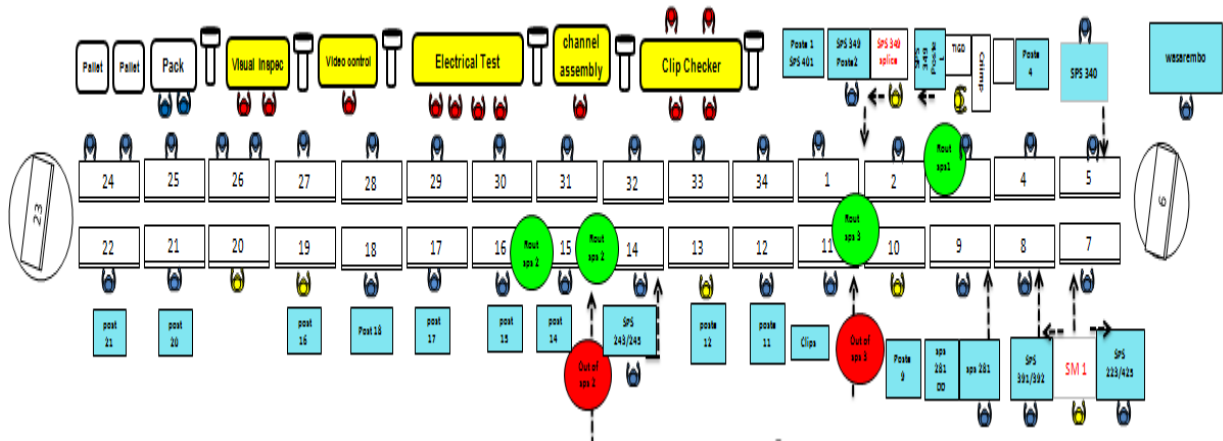 Pallet
Pallet
Pack
Visual Inspec
Video control
Electrical Test
channel
assembly
Clip Checker
Poste 1
SPS 401
SPS 349
Poste2
SPS 349
splice
SPS
349
Poste
1
TIGD
Criimp
Poste
4
SPS 340
wasarembo
23
24
25
26
27
28
29
30
31
32
33
34
1
2
Rout
sps1
4
5
6
22
21
20
19
18
17
16
Rout
sps 2
15
Rout
sps 2
14
13
12
11
Rout
sps 3
10
9
8
7
post
21
post
20
post
16
Post 18
post
17
post
15
post
14
Out of
sps 2
SPS
243/245
poste
12
poste
11
Clips
Out of
sps 3
Poste
9
sps
281
DD
sps 281
SPS
391/392
SM 1
SPS
223/425